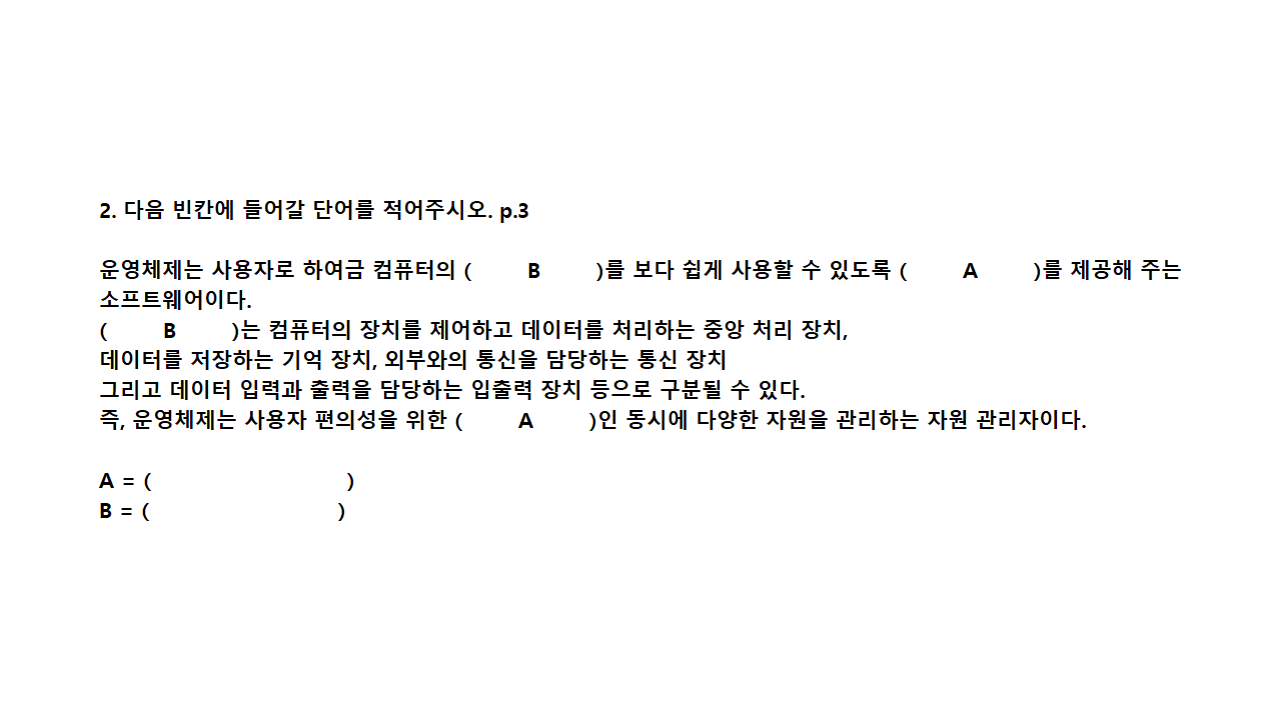 2. 다음 빈칸에 들어갈 단어를 적어주시오. p.3
운영체제는 사용자로 하여금 컴퓨터의 ( B )를 보다 쉽게 사용할 수 있도록 ( A )를 제공해 주는
소프트웨어이다.
( B )는 컴퓨터의 장치를 제어하고 데이터를 처리하는 중앙 처리 장치,
데이터를 저장하는 기억 장치, 외부와의 통신을 담당하는 통신 장치
그리고 데이터 입력과 출력을 담당하는 입출력 장치 등으로 구분될 수 있다.
즉, 운영체제는 사용자 편의성을 위한 ( A )인 동시에 다양한 자원을 관리하는 자원 관리자이다.
A = ( )
B = ( )